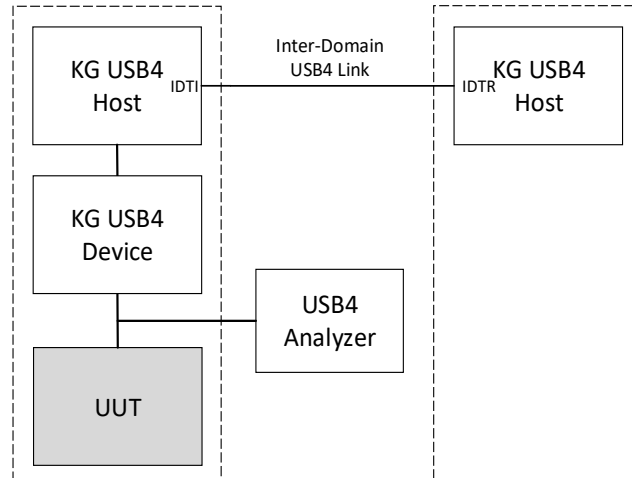 KG USB4
Host
IDTI
Inter-Domain
USB4 Link
IDTR
KG USB4
Host
KG USB4
Device
USB4
Analyzer
UUT